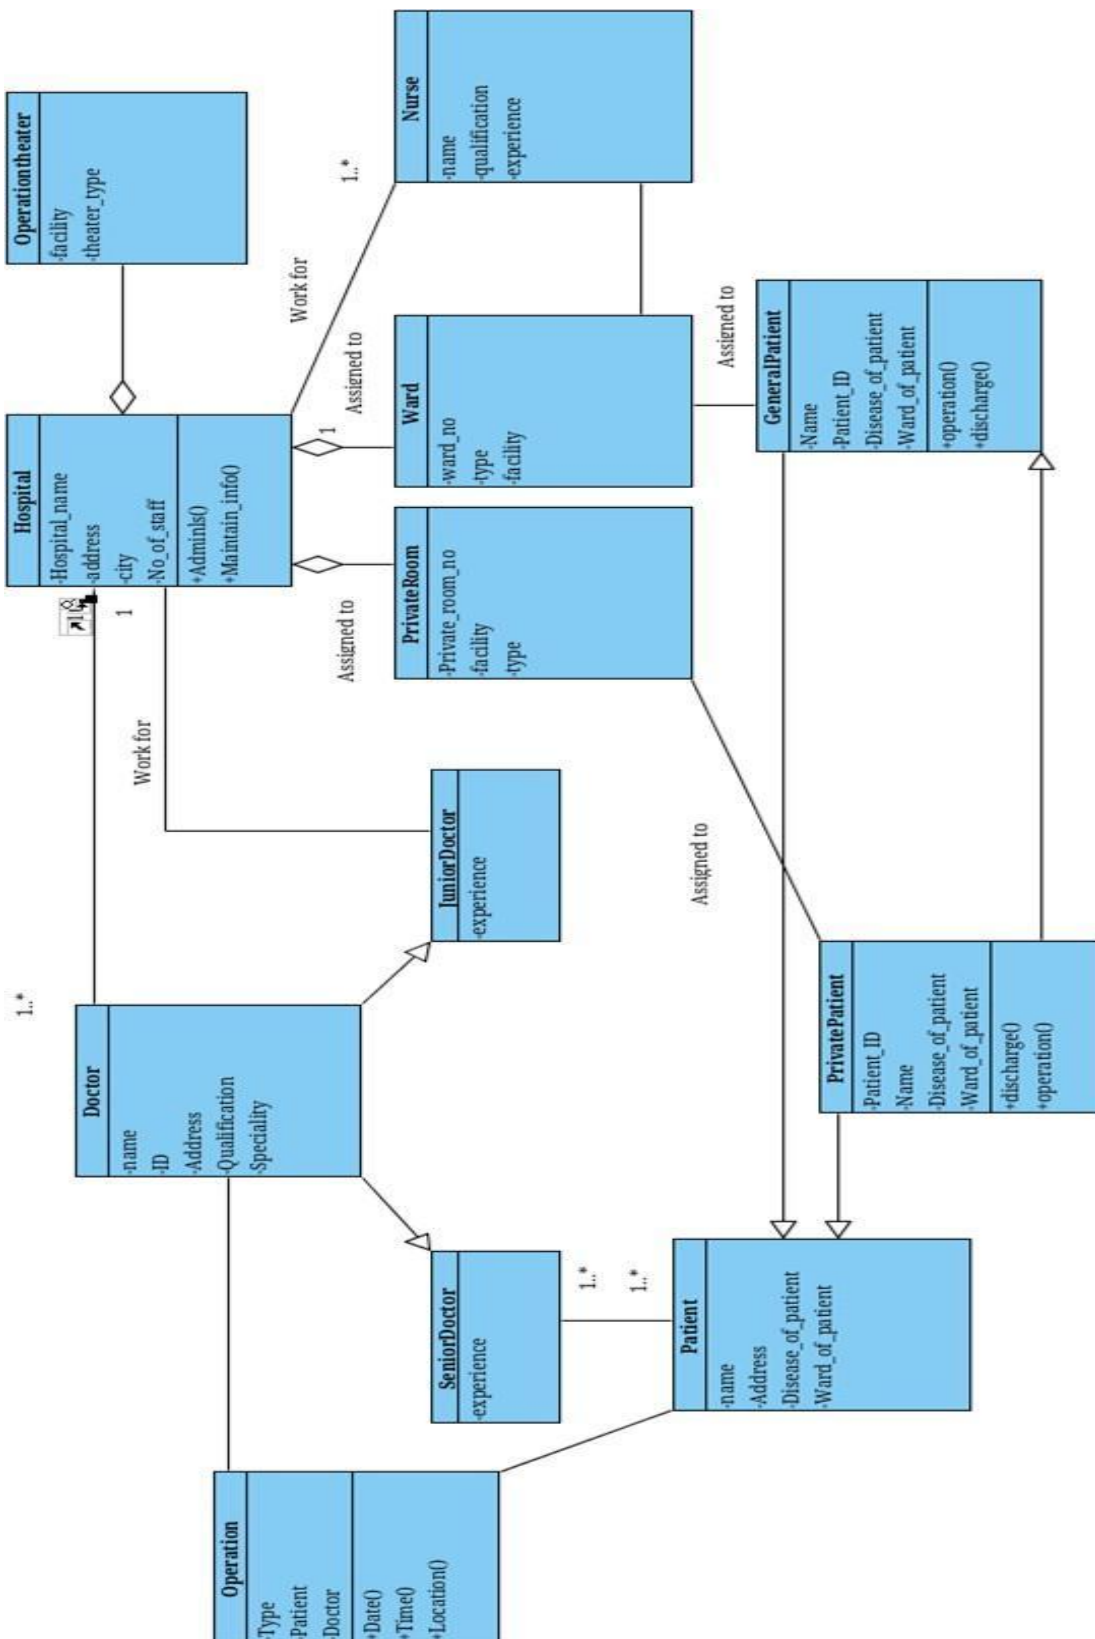 Operationtheater
-facility
-theater_type
Nurse
-name
-qualification
-experience
1..*
Work for
Hospital
-Hospital_name
-address
-city
-No_of_staff
+Adminis()
+Maintain_info()
1
Assigned to
Ward
-ward_no
-type
-facility
Assigned to
GeneralPatient
-Name
-Patient_ID
-Disease_of_patient
-Ward_of_patient
+operation()
+discharge()
1
Assigned to
PrivateRoom
-Private_room_no
-facility
-type
Work for
JuniorDoctor
-experience
Assigned to
1..*
Doctor
-name
-ID
-Address
-Qualification
-Speciality
PrivatePatient
-Patient_ID
-Name
-Disease_of_patient
-Ward_of_patient
+discharge()
+operation()
SeniorDoctor
-experience
1..*
1..*
Patient
-name
-Address
-Disease_of_patient
-Ward_of_patient
Operation
-Type
-Patient
-Doctor
+Date()
+Time()
+Location()